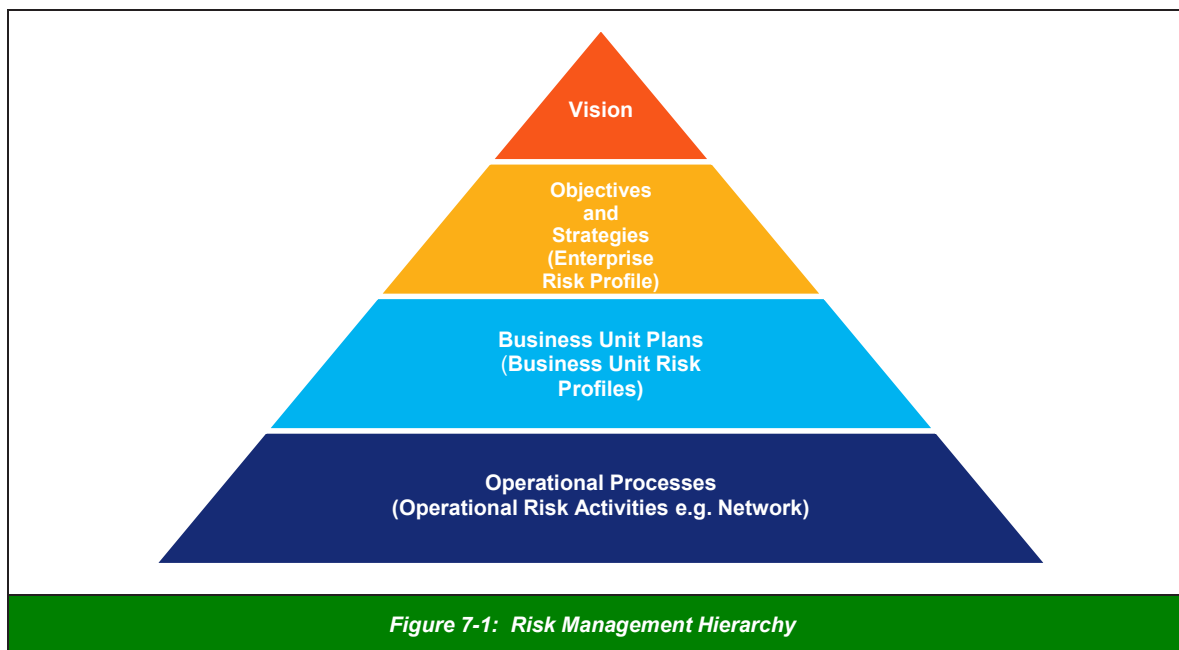 Vision
Objectives
and
Strategies
(Enterprise
Risk Profile)
Business Unit Plans
(Business Unit Risk
Profiles)
Operational Processes
(Operational Risk Activities e.g. Network)
Figure 7-1: Risk Management Hierarchy